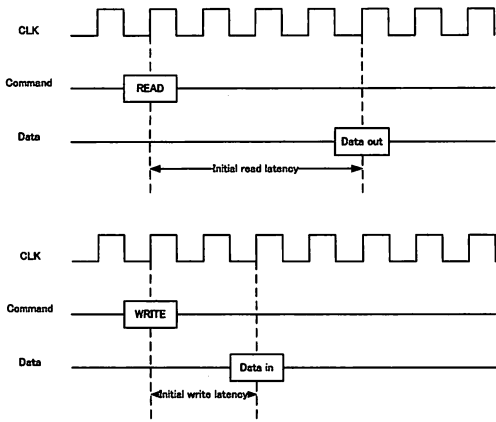 CLK
Command
READ
Data
Data out
Initial read latency
CLK
Command
WRITE
Data
Data in
Initial write latency